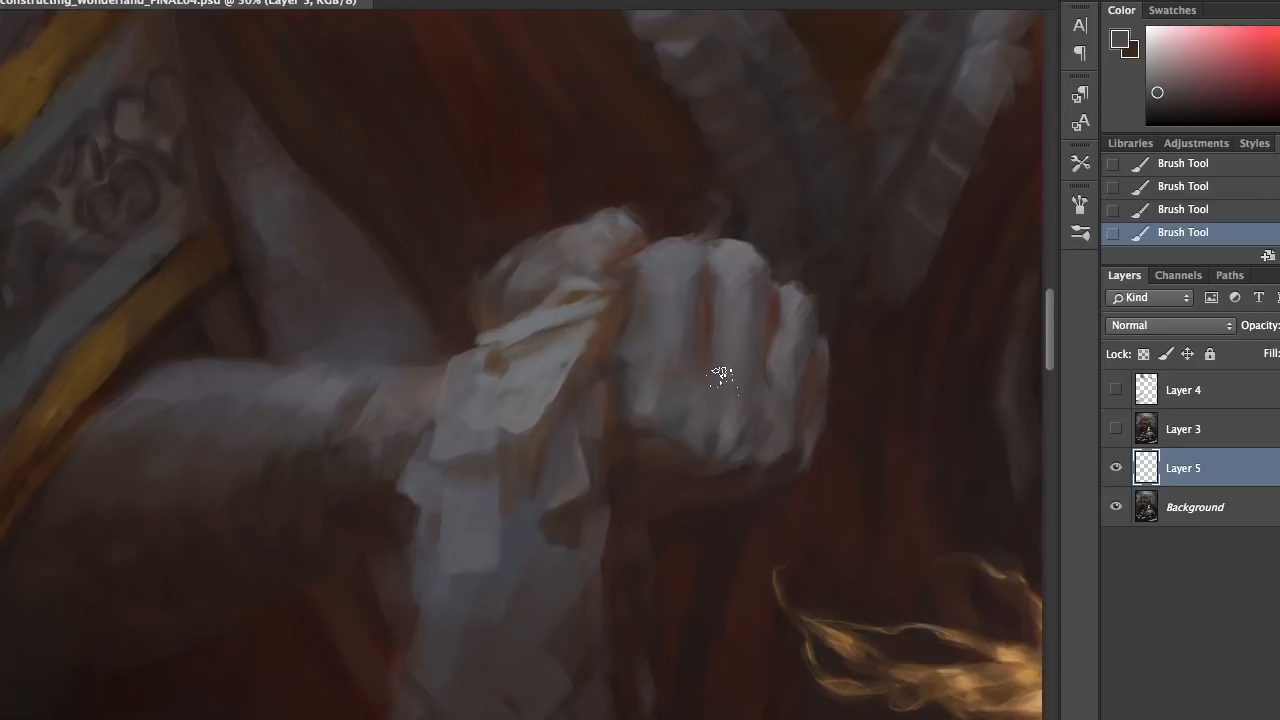 constructing_Wonderland_FINAL04.psd @ 50% (Layer 5, RGB/8)
Color
Swatches
Libraries
Adjustments
Styles
Brush Tool
Brush Tool
Brush Tool
Brush Tool
Layers
Channels
Paths
Kind
Normal
Opacity:
Lock:
Fill:
Layer 4
Layer 3
Layer 5
Background